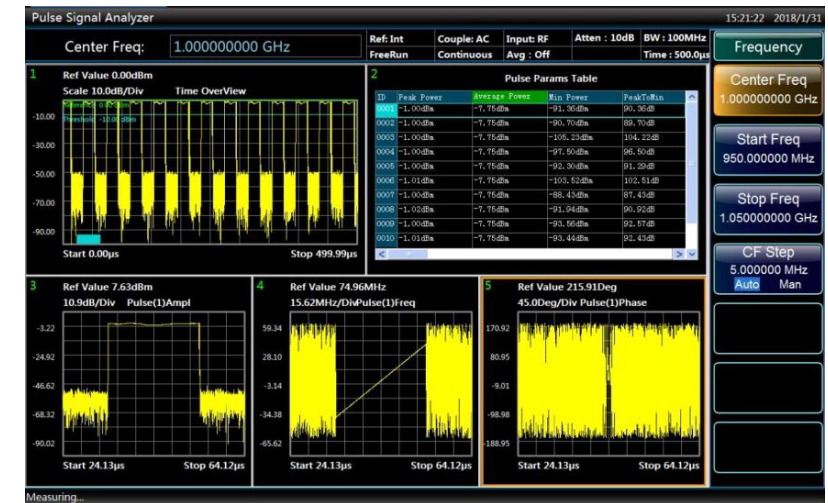 Pulse Signal Analyzer
15:21:22 2018/1/31
Center Freq:
1.000000000 GHz
Ref: Int Couple: AC Input: RF Atten : 10dB BW : 100MHz
FreeRun Continuous Avg : Off Time : 500.0μs
Frequency
Center Freq
1.000000000 GHz
Start Freq
950.000000 MHz
Stop Freq
1.050000000 GHz
CF Step
5.000000 MHz
Auto Man
1
Ref Value 0.00dBm
Scale 10.0dB/Div Time OverView
Threshold -10.00 dBm
-10.00
-30.00
-50.00
-70.00
-90.00
Start 0.00μs Stop 499.99μs
2
Pulse Params Table
ID Peak Power Average Power Min Power PeakToMin
0001 -1.00dBm -7.75dBm -91.36dBm 90.36dB
0002 -1.00dBm -7.75dBm -90.70dBm 89.70dB
0003 -1.00dBm -7.75dBm -105.23dBm 104.22dB
0004 -1.00dBm -7.75dBm -97.50dBm 96.50dB
0005 -1.00dBm -7.75dBm -92.30dBm 91.29dB
0006 -1.01dBm -7.75dBm -103.52dBm 102.51dB
0007 -1.00dBm -7.75dBm -88.43dBm 87.43dB
0008 -1.02dBm -7.75dBm -91.94dBm 90.92dB
0009 -1.00dBm -7.75dBm -93.56dBm 92.57dB
0010 -1.01dBm -7.75dBm -93.44dBm 92.43dB
3
Ref Value 7.63dBm
10.9dB/Div Pulse(1)Ampl
-3.22
-24.92
-46.62
-68.32
-90.02
Start 24.13μs Stop 64.12μs
4
Ref Value 74.96MHz
15.62MHz/DivPulse(1)Freq
59.34
28.10
-3.14
-34.38
-65.62
Start 24.13μs Stop 64.12μs
5
Ref Value 215.91Deg
45.0Deg/Div Pulse(1)Phase
170.92
80.95
-9.01
-98.98
-188.95
Start 24.13μs Stop 64.12μs
Measuring...